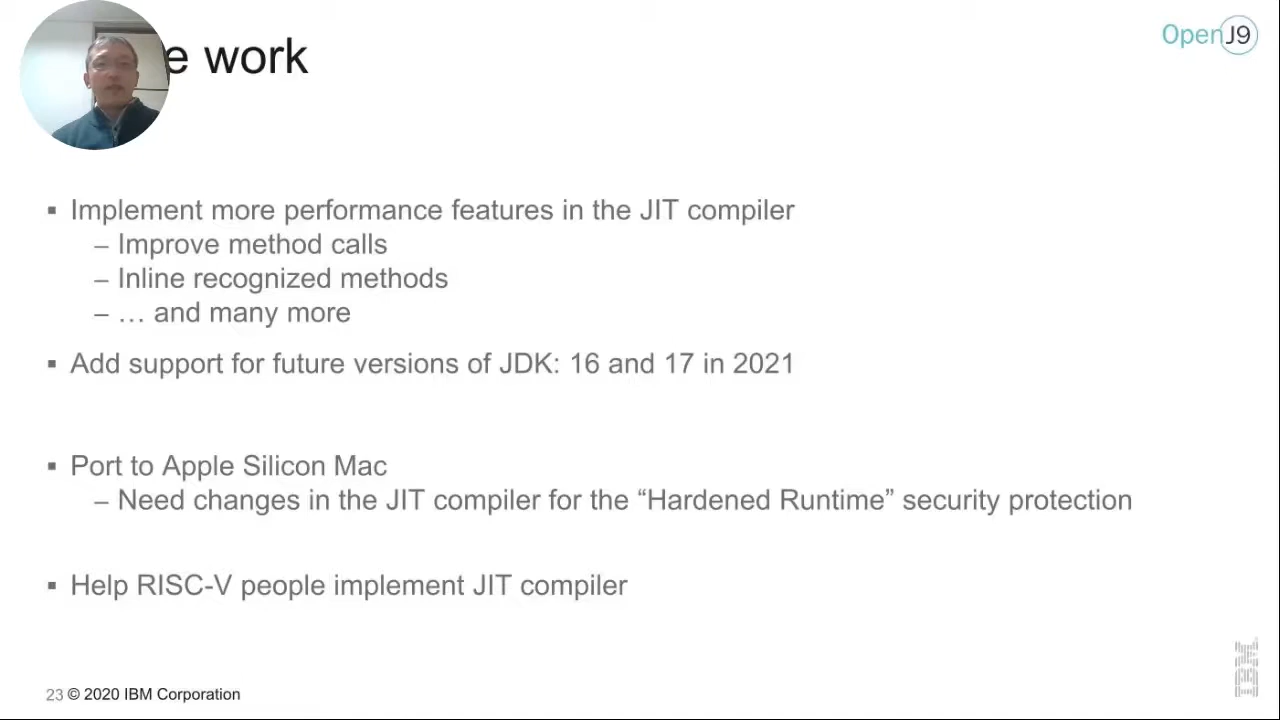 e work
OpenJ9
▪ Implement more performance features in the JIT compiler
– Improve method calls
– Inline recognized methods
– … and many more
▪ Add support for future versions of JDK: 16 and 17 in 2021
▪ Port to Apple Silicon Mac
– Need changes in the JIT compiler for the “Hardened Runtime” security protection
▪ Help RISC-V people implement JIT compiler
23 © 2020 IBM Corporation
IBM